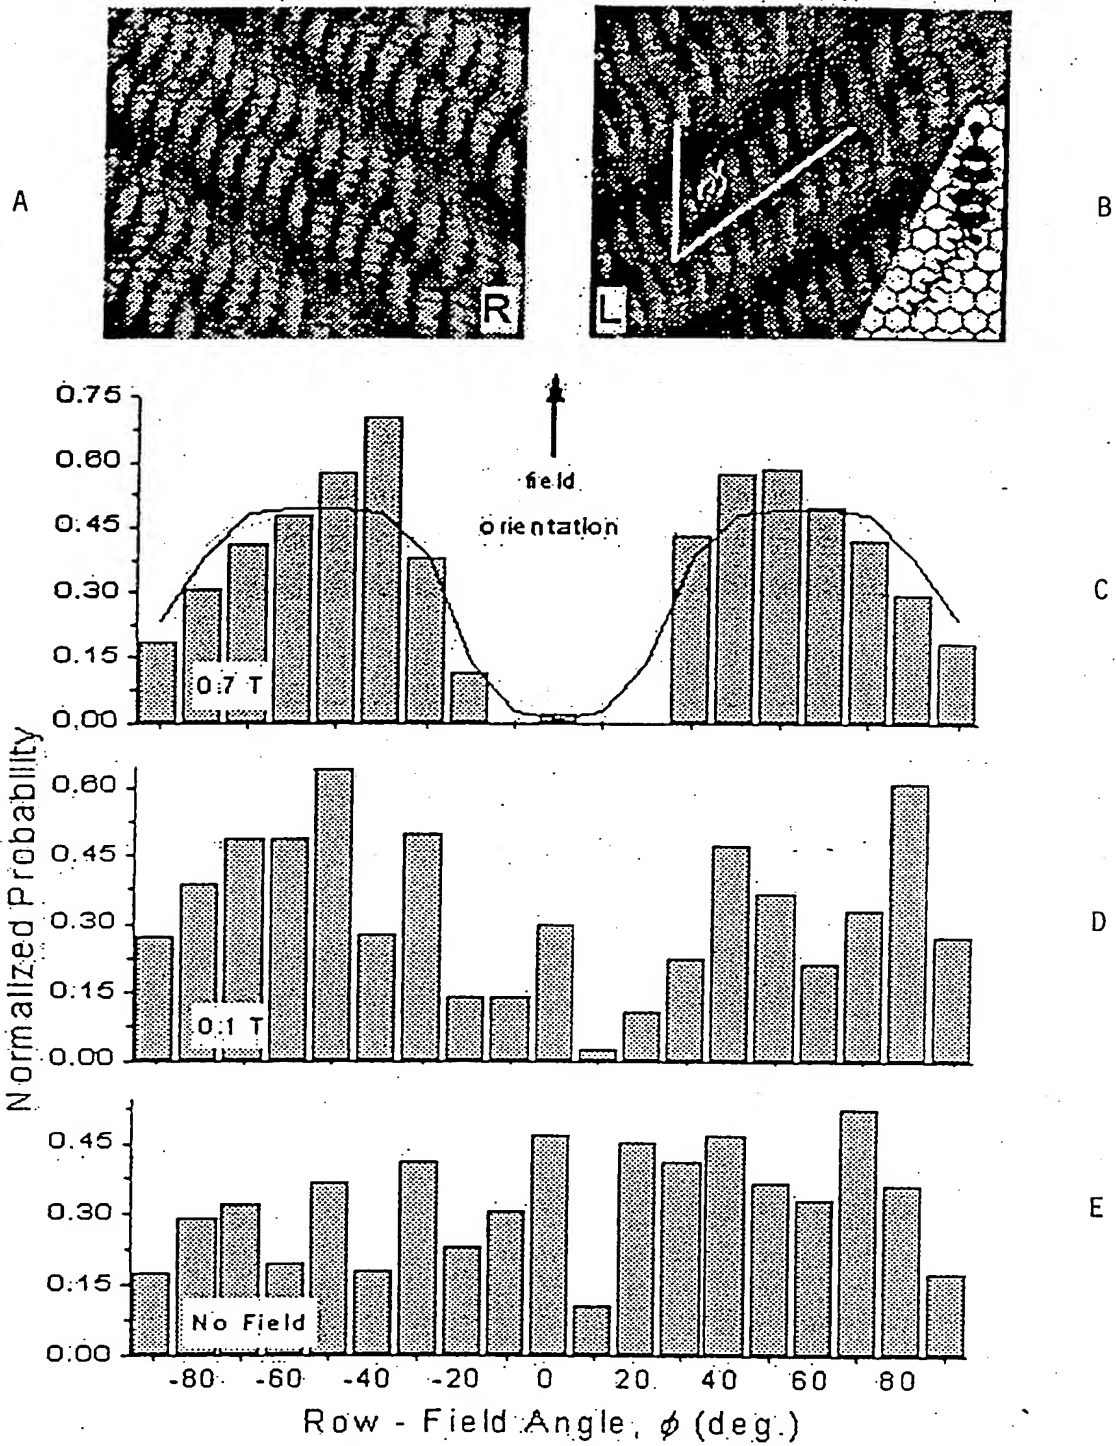 A
B
R
L
0.75
0.60
0.45
0.30
0.15
0.00
field
orientation
0.7 T
C
Normalized Probability
0.60
0.45
0.30
0.15
0.00
0.1 T
D
0.45
0.30
0.15
0.00
No Field
E
-80 -60 -40 -20 0 20 40 60 80
Row - Field Angle, ϕ (deg.)